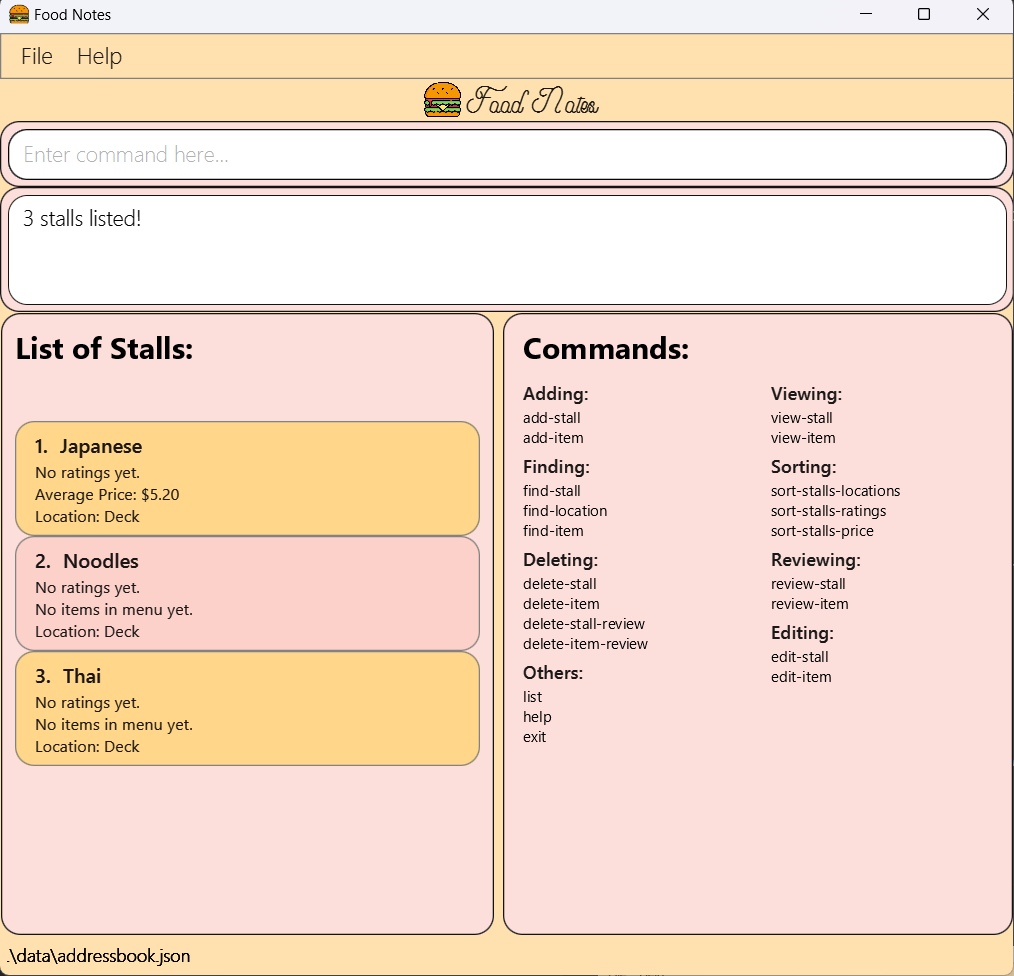 Food Notes
File Help
Food Notes
Enter command here...
3 stalls listed!
List of Stalls:
1. Japanese
No ratings yet.
Average Price: $5.20
Location: Deck
2. Noodles
No ratings yet.
No items in menu yet.
Location: Deck
3. Thai
No ratings yet.
No items in menu yet.
Location: Deck
Commands:
Adding:
add-stall
add-item
Finding:
find-stall
find-location
find-item
Deleting:
delete-stall
delete-item
delete-stall-review
delete-item-review
Others:
list
help
exit
Viewing:
view-stall
view-item
Sorting:
sort-stalls-locations
sort-stalls-ratings
sort-stalls-price
Reviewing:
review-stall
review-item
Editing:
edit-stall
edit-item
.\data\addressbook.json